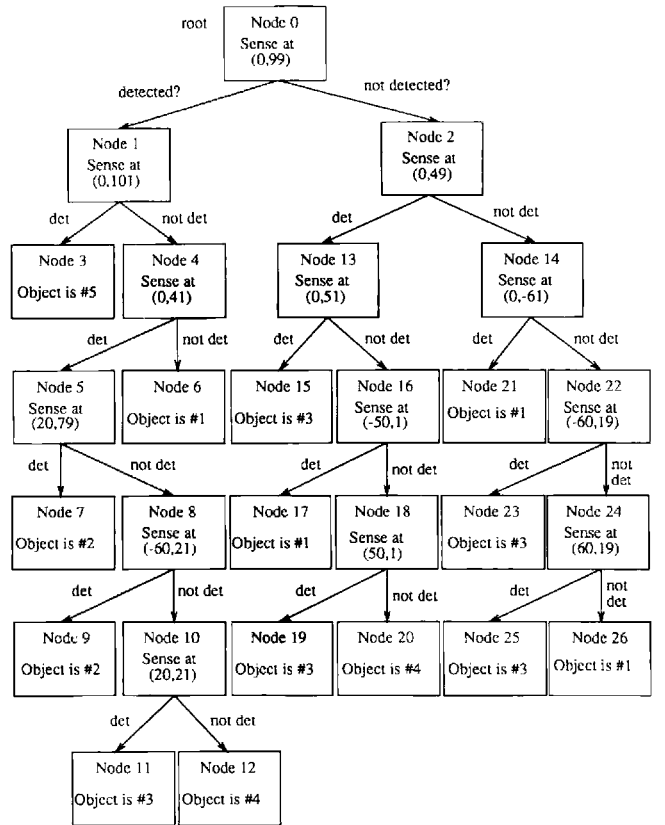 root
Node 0
Sense at
(0,99)
detected?
not detected?
Node 1
Sense at
(0,101)
Node 2
Sense at
(0,49)
det
not det
det
not det
Node 3
Object is #5
Node 4
Sense at
(0,41)
Node 13
Sense at
(0,51)
Node 14
Sense at
(0,-61)
det
not det
det
not det
det
not det
Node 5
Sense at
(20,79)
Node 6
Object is #1
Node 15
Object is #3
Node 16
Sense at
(-50,1)
Node 21
Object is #1
Node 22
Sense at
(-60,19)
det
not det
det
not det
det
not
det
Node 7
Object is #2
Node 8
Sense at
(-60,21)
Node 17
Object is #1
Node 18
Sense at
(50,1)
Node 23
Object is #3
Node 24
Sense at
(60,19)
det
not det
det
not det
det
not
det
Node 9
Object is #2
Node 10
Sense at
(20,21)
Node 19
Object is #3
Node 20
Object is #4
Node 25
Object is #3
Node 26
Object is #1
det
not det
Node 11
Object is #3
Node 12
Object is #4